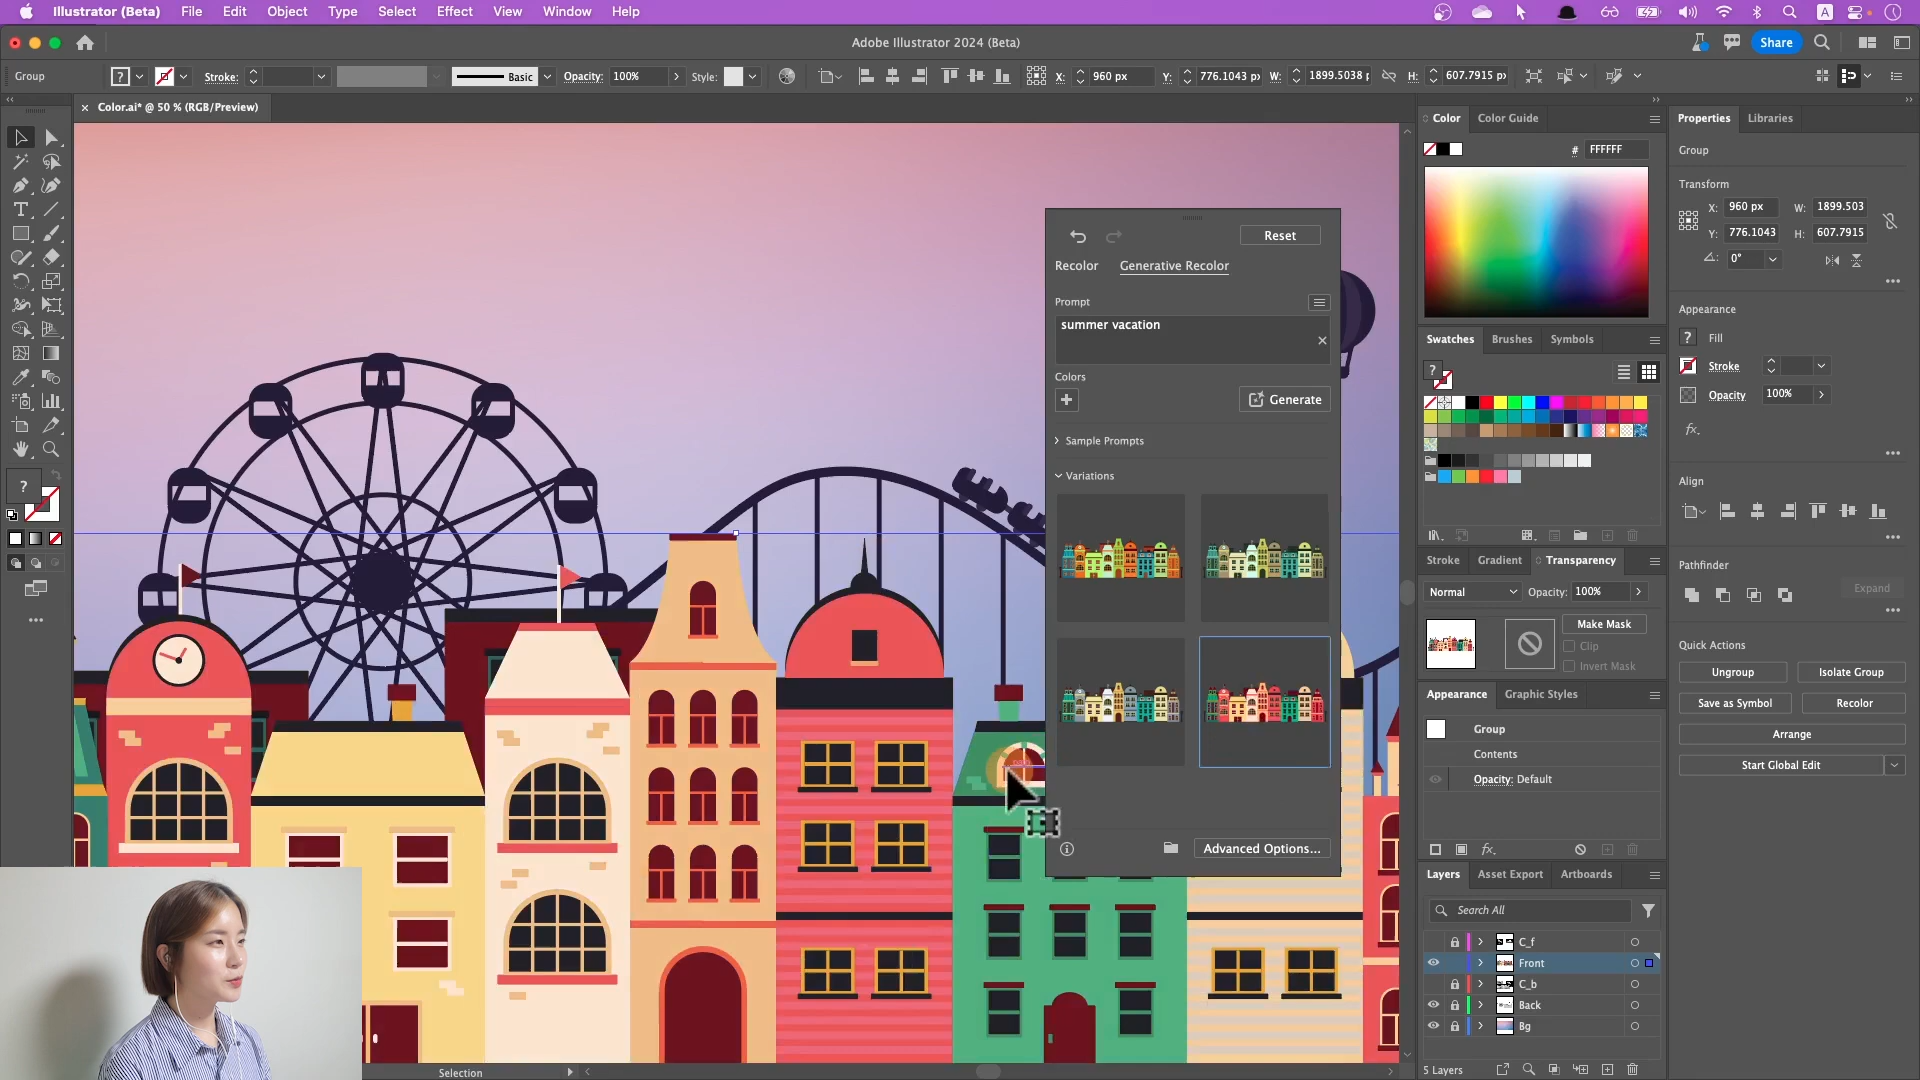 Illustrator (Beta) File Edit Object Type Select Effect View Window Help A
Adobe Illustrator 2024 (Beta)
Share
Group
?
Stroke:
Basic
Opacity: 100%
Style:
X: 960 px
Y: 776.1043 px
W: 1899.5038 p
H: 607.7915 px
× Color.ai* @ 50 % (RGB/Preview)
?
Reset
Recolor Generative Recolor
Prompt
summer vacation
Colors
Generate
Sample Prompts
Variations
Advanced Options...
Selection
Color Color Guide
# FFFFFF
Swatches Brushes Symbols
?
Stroke Gradient Transparency
Normal Opacity: 100%
Make Mask
Clip
Invert Mask
Appearance Graphic Styles
Group
Contents
Opacity: Default
fx.
Layers Asset Export Artboards
Search All
C_f
Front
C_b
Back
Bg
5 Layers
Properties Libraries
Group
Transform
X: 960 px W: 1899.503
Y: 776.1043 H: 607.7915
0°
Appearance
? Fill
Stroke
Opacity 100%
fx.
Align
Pathfinder
Expand
Quick Actions
Ungroup Isolate Group
Save as Symbol Recolor
Arrange
Start Global Edit